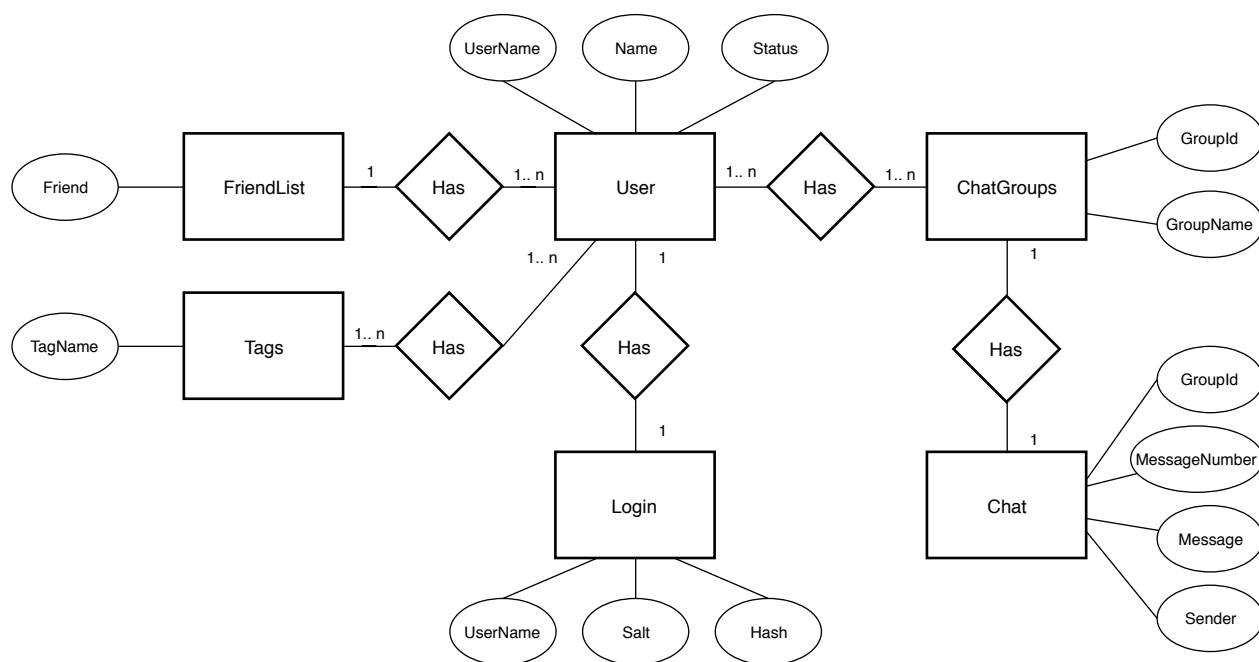 UserName
Name
Status
GroupId
Friend
FriendList
1
Has
1.. n
User
1.. n
Has
1.. n
ChatGroups
GroupName
1.. n
1
1
TagName
Tags
1.. n
Has
Has
Has
GroupId
1
1
MessageNumber
Login
Chat
Message
UserName
Salt
Hash
Sender